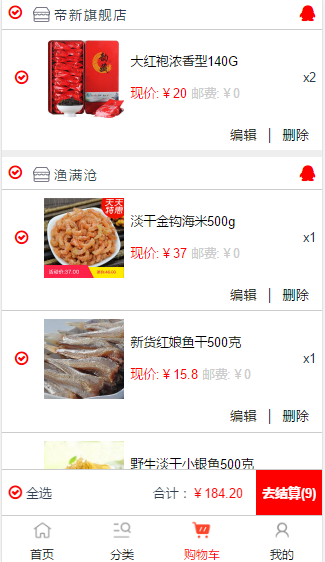 帝新旗舰店
大红袍浓香型140G
x2
现价:￥20 邮费:￥0
编辑 | 删除
渔满沧
天天特惠
淡干金钩海米500g
x1
现价:￥37 邮费:￥0
活动价:37.00
编辑 | 删除
新货红娘鱼干500克
x1
现价:￥15.8 邮费:￥0
编辑 | 删除
野生淡干小银鱼500克
全选 合计：￥184.20 去结算(9)
首页 分类 购物车 我的